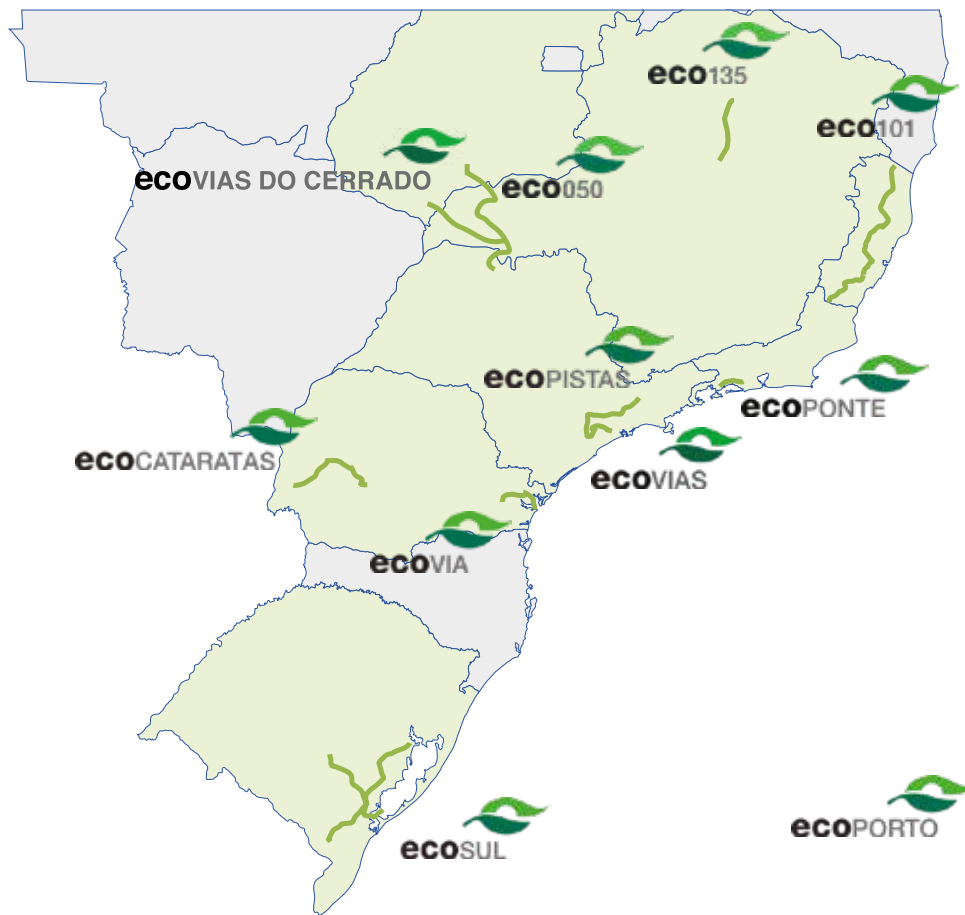 eco135
eco101
ecoVIAS DO CERRADO
eco050
ecoPISTAS
ecoPONTE
ecoCATARATAS
ecoVIAS
ecoVIA
ecoPORTO
ecoSUL